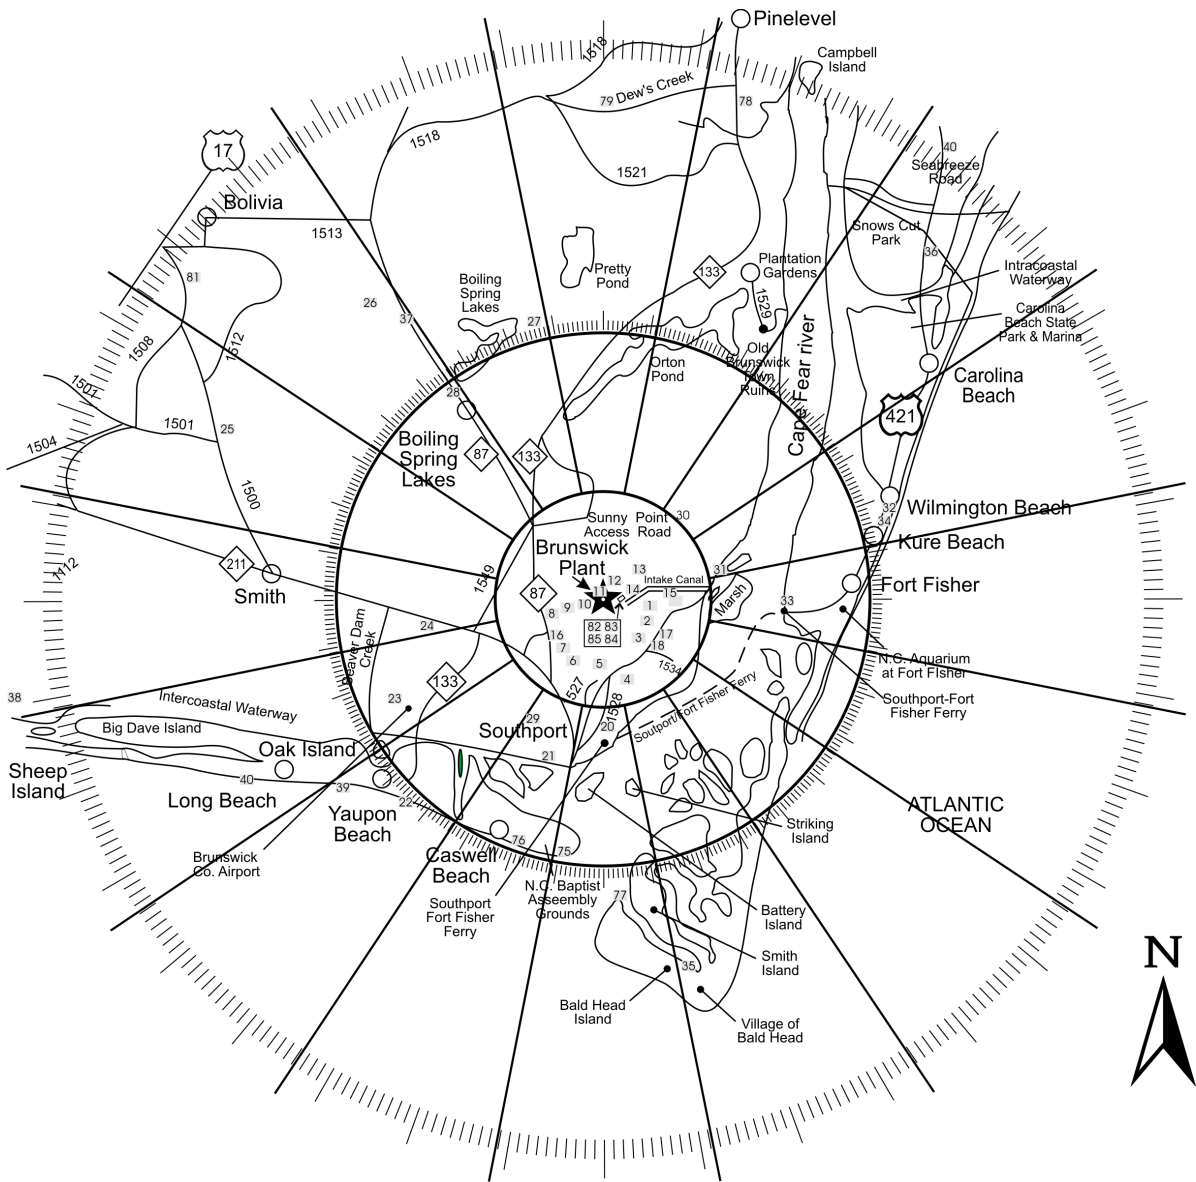 Pinelevel
1518
Campbell
Island
79
Dew's Creek
78
1518
17
40
Seabreeze
Road
1521
Bolivia
1513
Snows Cut
Park
36
81
Pretty
Pond
133
Plantation
Gardens
Intracoastal
Waterway
Boiling
Spring
Lakes
26
37
27
1529
Carolina
Beach State
Park & Marina
1508
1512
Orton
Pond
Old
Brunswick
Town
Ruins
Cape Fear river
Carolina
Beach
1501
28
421
1501
25
1504
Boiling
Spring
Lakes
87
133
1500
Wilmington Beach
32
34
Kure Beach
Sunny
Access
Point
Road
30
Brunswick
Plant
211
1112
Smith
1549
87
13
12
14
Intake Canal
15
11
31
Marsh
Fort Fisher
8
9
10
1
33
2
82 83
85 84
16
7
3
17
18
24
Beaver Dam
Creek
6
5
4
1534
N.C. Aquarium
at Fort Fisher
133
1527
1528
Southport-Fort
Fisher Ferry
38
Intercoastal Waterway
23
Big Dave Island
29
Southport
20
Soutport/Fort Fisher Ferry
Oak Island
21
Sheep
Island
40
39
Long Beach
22
Yaupon
Beach
ATLANTIC
OCEAN
Striking
Island
76
75
Brunswick
Co. Airport
Caswell
Beach
N.C. Baptist
Asseembly
Grounds
77
Southport
Fort Fisher
Ferry
Battery
Island
Smith
Island
35
Bald Head
Island
Village of
Bald Head
N